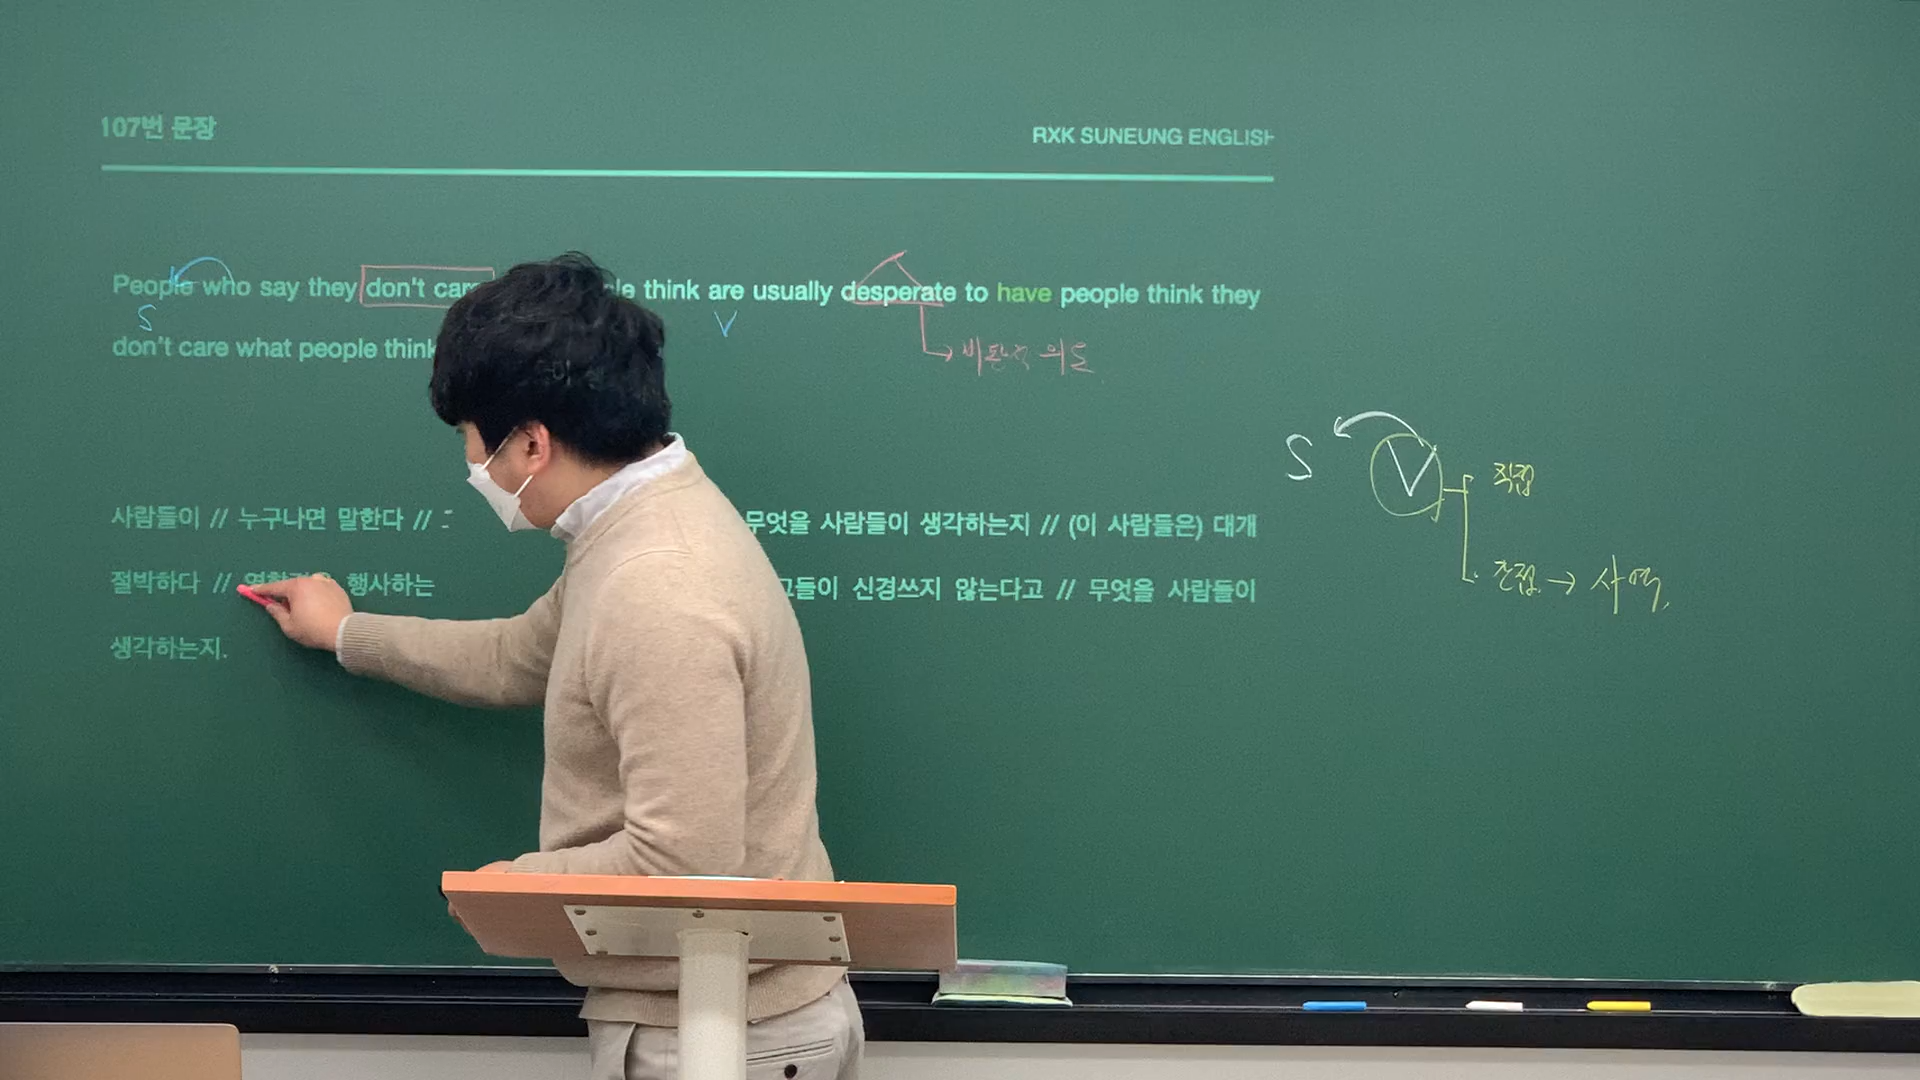 107번 문장
RXK SUNEUNG ENGLISH
People who say they don't care le think are usually desperate to have people think they
S
V
don't care what people think
비판적 의도
S V
직접
간접 → 사역
사람들이 // 누구나면 말한다 // 무엇을 사람들이 생각하는지 // (이 사람들은) 대개
절박하다 // 행사하는 그들이 신경쓰지 않는다고 // 무엇을 사람들이
생각하는지.